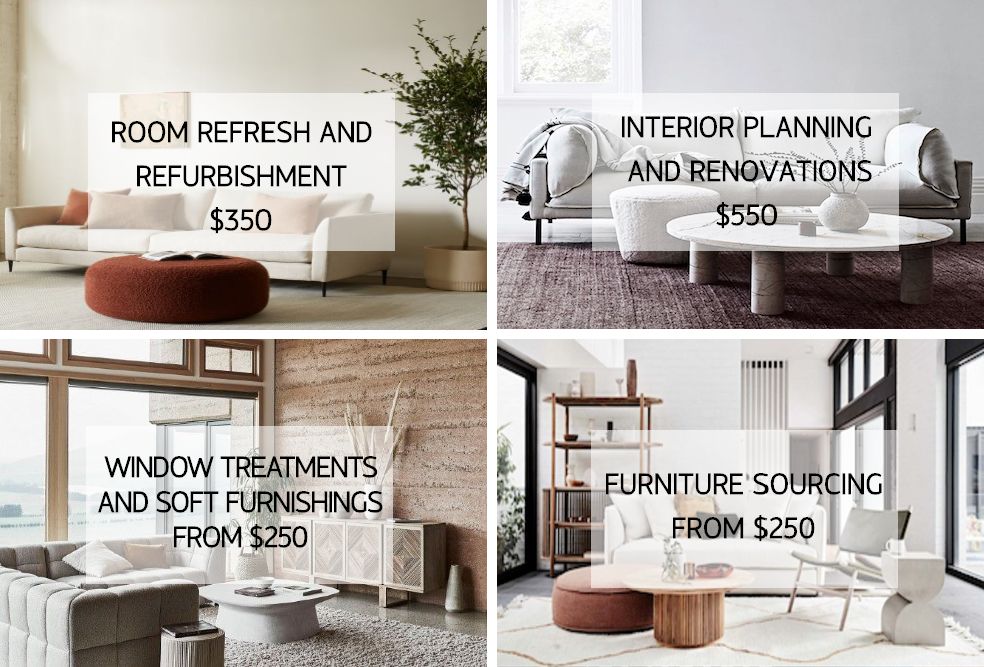 ROOM REFRESH AND
REFURBISHMENT
$350
INTERIOR PLANNING
AND RENOVATIONS
$550
WINDOW TREATMENTS
AND SOFT FURNISHINGS
FROM $250
FURNITURE SOURCING
FROM $250